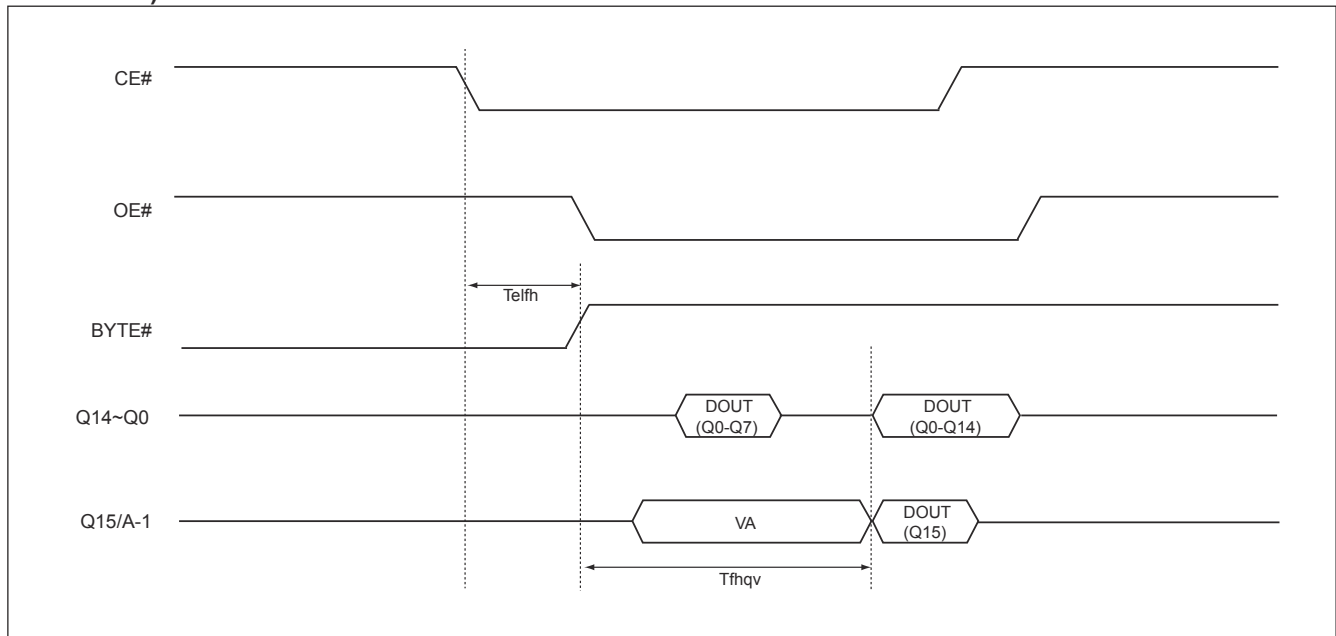 CE#
OE#
Telfh
BYTE#
Q14~Q0
DOUT
(Q0-Q7)
DOUT
(Q0-Q14)
Q15/A-1
VA
DOUT
(Q15)
Tfhqv